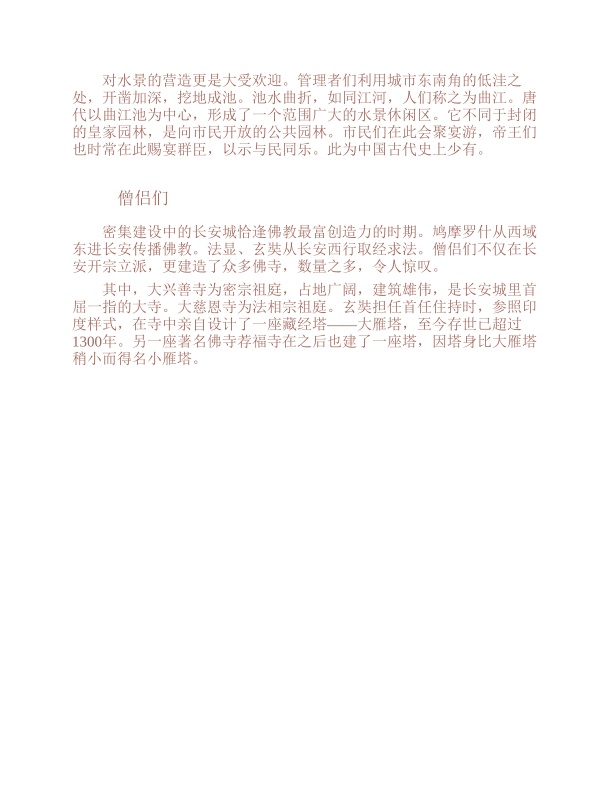 对水景的营造更是大受欢迎。管理者们利用城市东南角的低洼之
处，开凿加深，挖地成池。池水曲折，如同江河，人们称之为曲江。唐
代以曲江池为中心，形成了一个范围广大的水景休闲区。它不同于封闭
的皇家园林，是向市民开放的公共园林。市民们在此会聚宴游，帝王们
也时常在此赐宴群臣，以示与民同乐。此为中国古代史上少有。
僧侣们
密集建设中的长安城恰逢佛教最富创造力的时期。鸠摩罗什从西域
东进长安传播佛教。法显、玄奘从长安西行取经求法。僧侣们不仅在长
安开宗立派，更建造了众多佛寺，数量之多，令人惊叹。
其中，大兴善寺为密宗祖庭，占地广阔，建筑雄伟，是长安城里首
屈一指的大寺。大慈恩寺为法相宗祖庭。玄奘担任首任住持时，参照印
度样式，在寺中亲自设计了一座藏经塔——大雁塔，至今存世已超过
1300年。另一座著名佛寺荐福寺在之后也建了一座塔，因塔身比大雁塔
稍小而得名小雁塔。